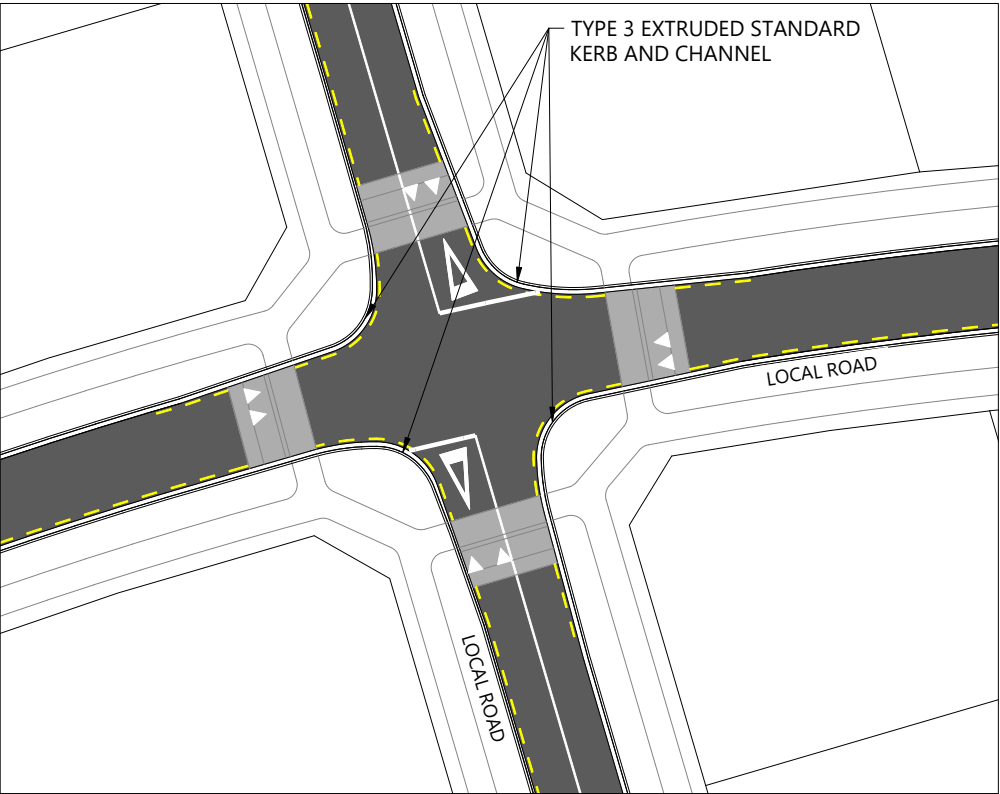 TYPE 3 EXTRUDED STANDARD
KERB AND CHANNEL
LOCAL ROAD
LOCAL ROAD